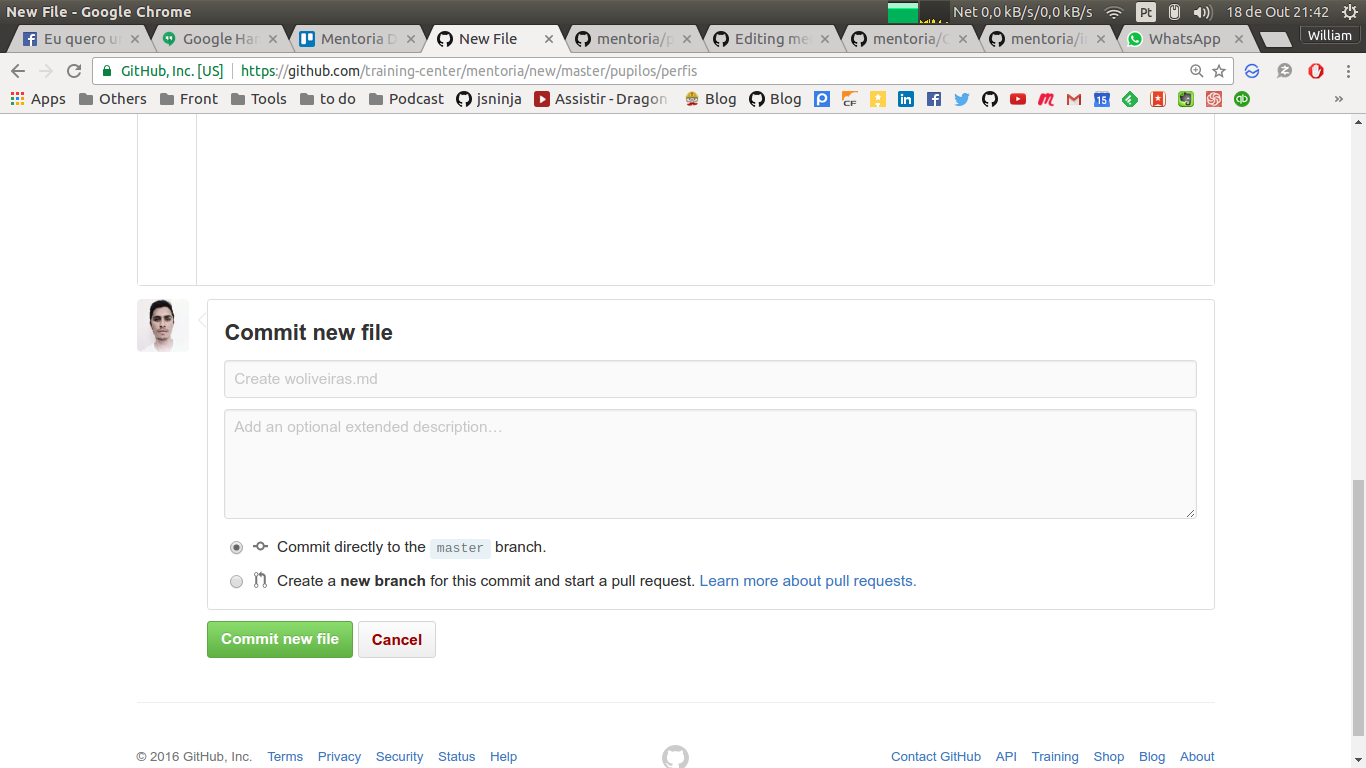 New File - Google Chrome
Net 0,0 kB/s/0,0 kB/s Pt 18 de Out 21:42
Eu quero u Google Han Mentoria D New File mentoria/p Editing me mentoria/ mentoria/ WhatsApp William
GitHub, Inc. [US] https://github.com/training-center/mentoria/new/master/pupilos/perfis
Apps Others Front Tools to do Podcast jsninja Assistir - Dragon Blog Blog CF 15 qb »
Commit new file
Create woliveiras.md
Add an optional extended description…
Commit directly to the master branch.
Create a new branch for this commit and start a pull request. Learn more about pull requests.
Commit new file Cancel
© 2016 GitHub, Inc. Terms Privacy Security Status Help Contact GitHub API Training Shop Blog About